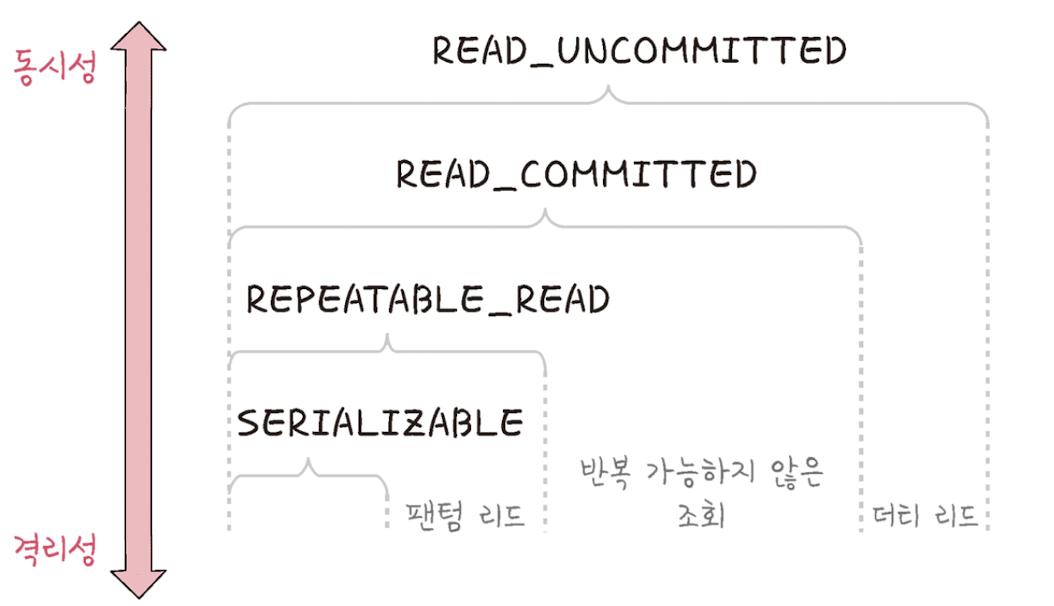 동시성
READ_UNCOMMITTED
READ_COMMITTED
REPEATABLE_READ
SERIALIZABLE
팬텀 리드
반복 가능하지 않은
조회
더티 리드
격리성